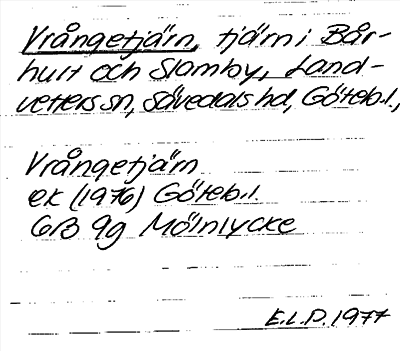 Vrångetjärn, tjärn i Bår-
hult och Slamby, Land-
vetters sn, Sävedals hd, Göteb.l.,
Vrångetjärn
ek (1976) Göteb.l.
6B 9g Mölnlycke
E.L.P. 1977